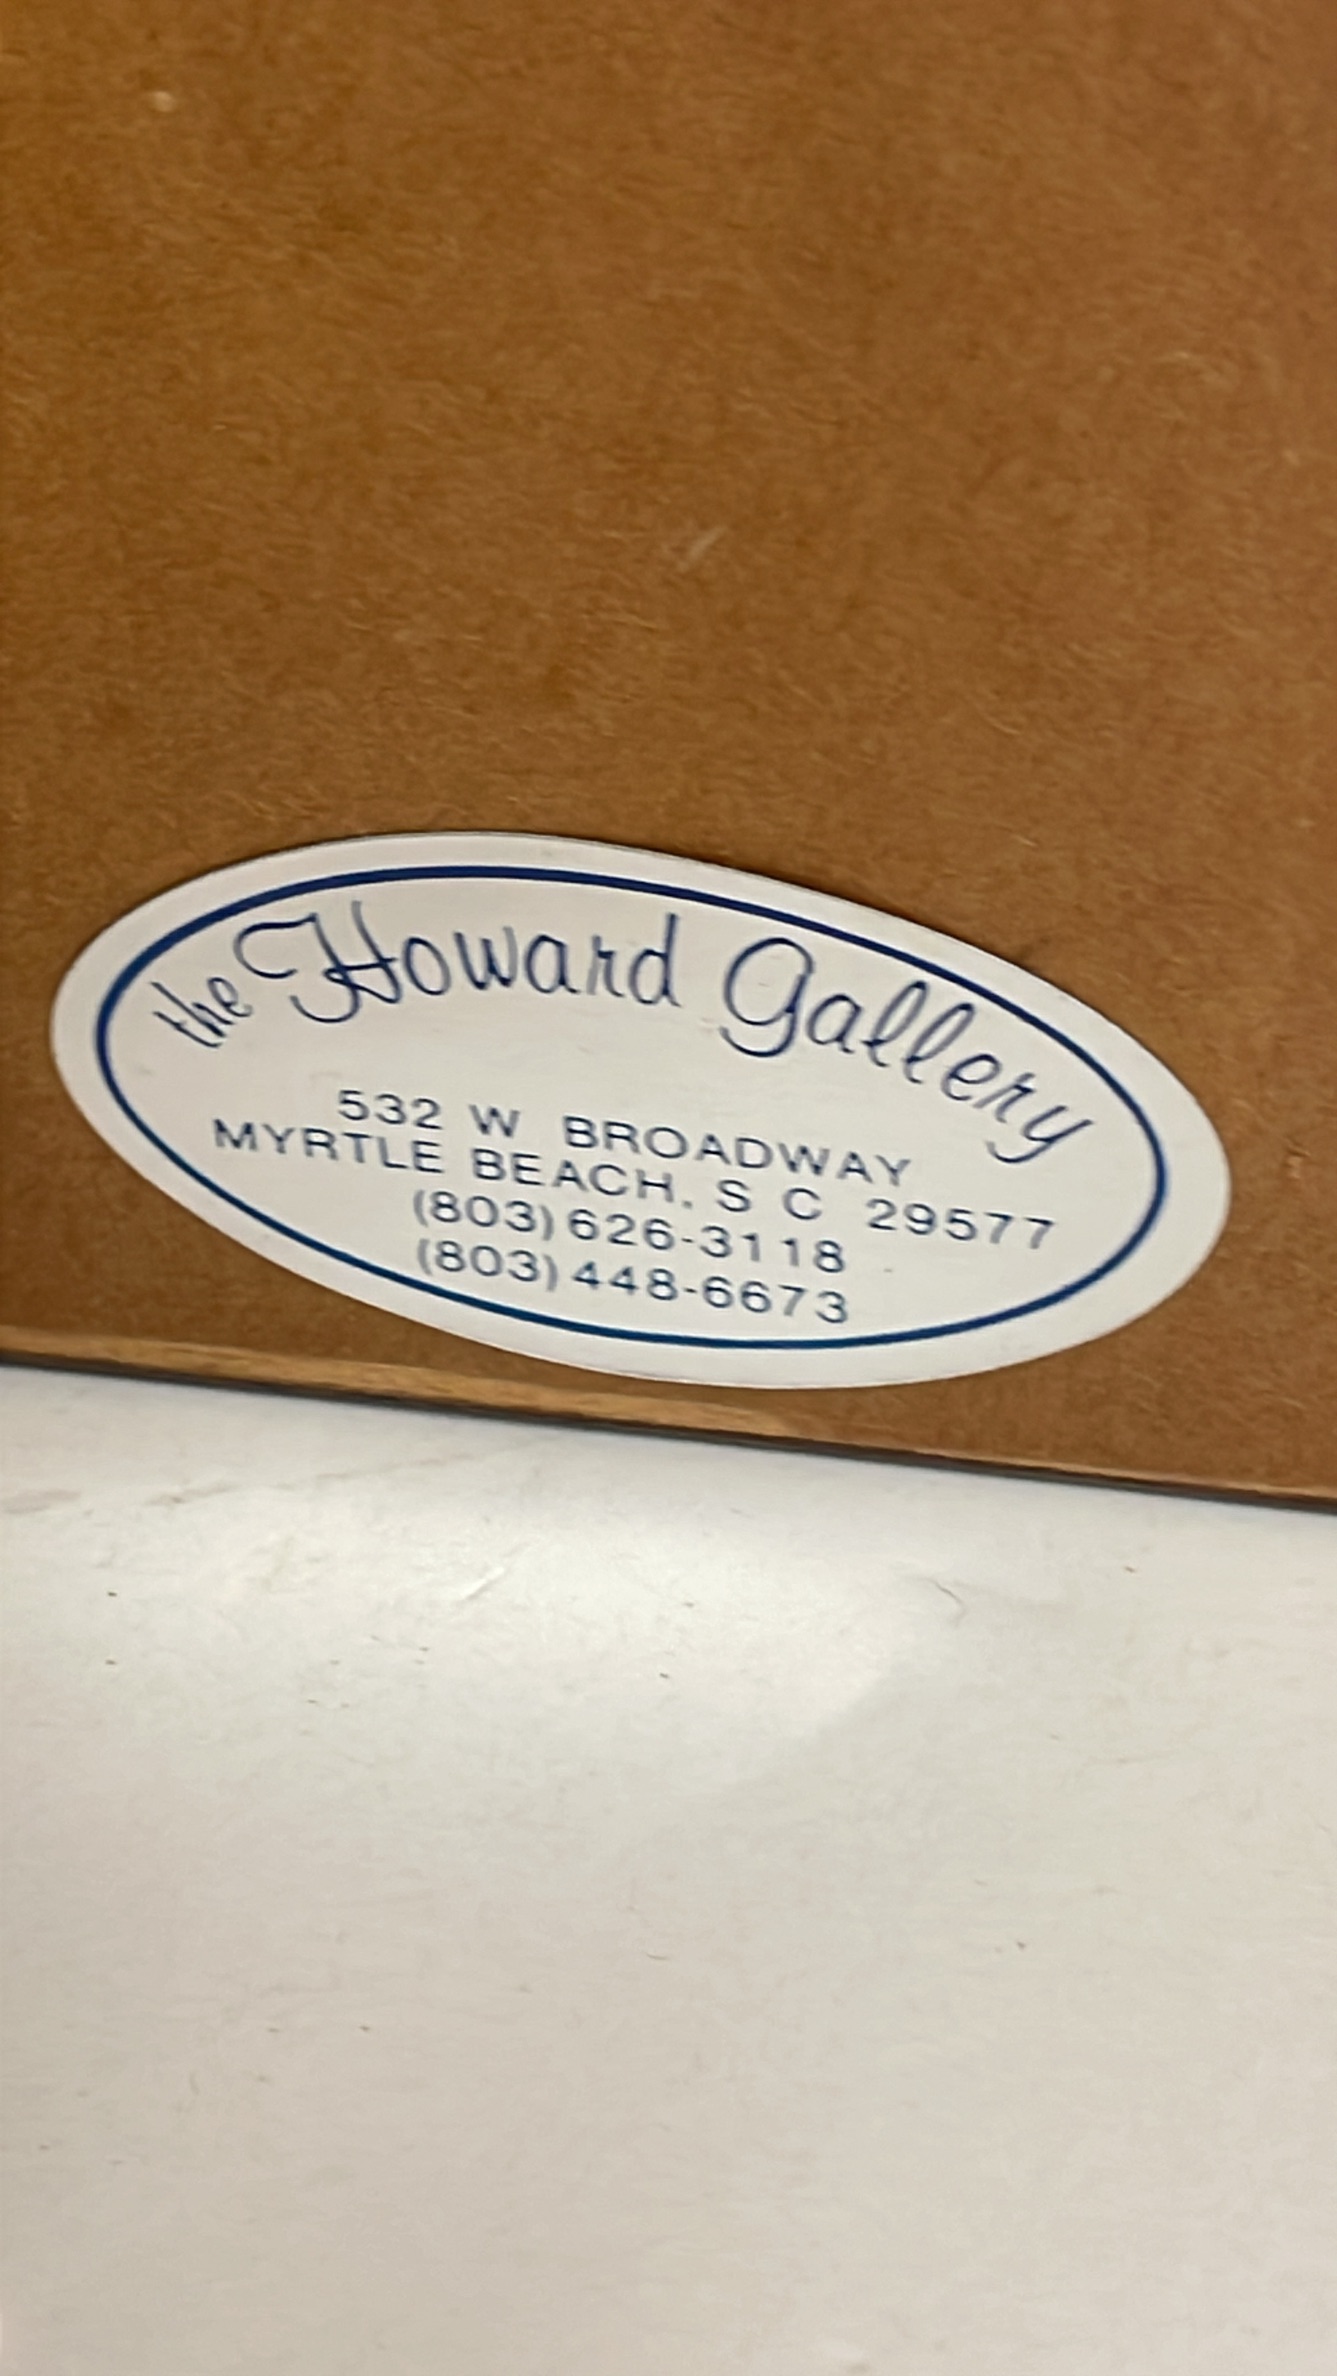 the Howard Gallery
532 W BROADWAY
MYRTLE BEACH, S C 29577
(803) 626-3118
(803) 448-6673